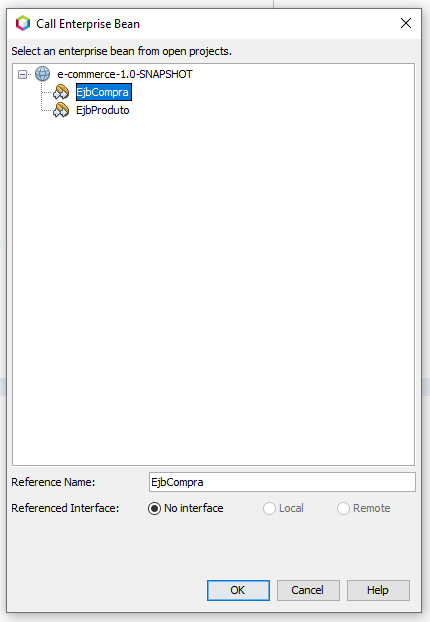 Call Enterprise Bean
Select an enterprise bean from open projects.
e-commerce-1.0-SNAPSHOT
EjbCompra
EjbProduto
Reference Name: EjbCompra
Referenced Interface: No interface Local Remote
OK Cancel Help